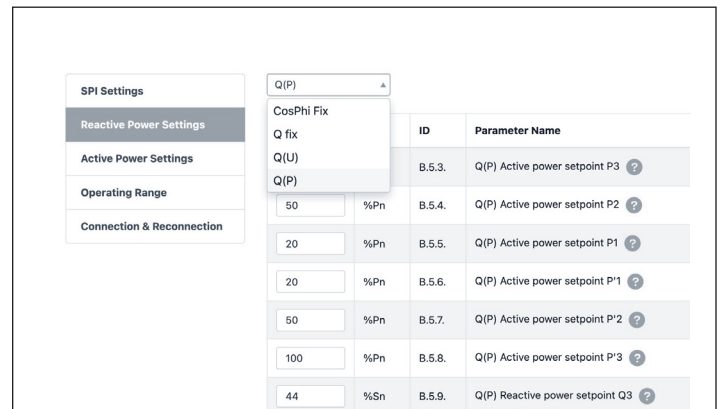 SPI Settings
Reactive Power Settings
Active Power Settings
Operating Range
Connection & Reconnection
Q(P)
CosPhi Fix
Q fix
Q(U)
Q(P)
ID Parameter Name
B.5.3. Q(P) Active power setpoint P3 ?
50 %Pn B.5.4. Q(P) Active power setpoint P2 ?
20 %Pn B.5.5. Q(P) Active power setpoint P1 ?
20 %Pn B.5.6. Q(P) Active power setpoint P'1 ?
50 %Pn B.5.7. Q(P) Active power setpoint P'2 ?
100 %Pn B.5.8. Q(P) Active power setpoint P'3 ?
44 %Sn B.5.9. Q(P) Reactive power setpoint Q3 ?